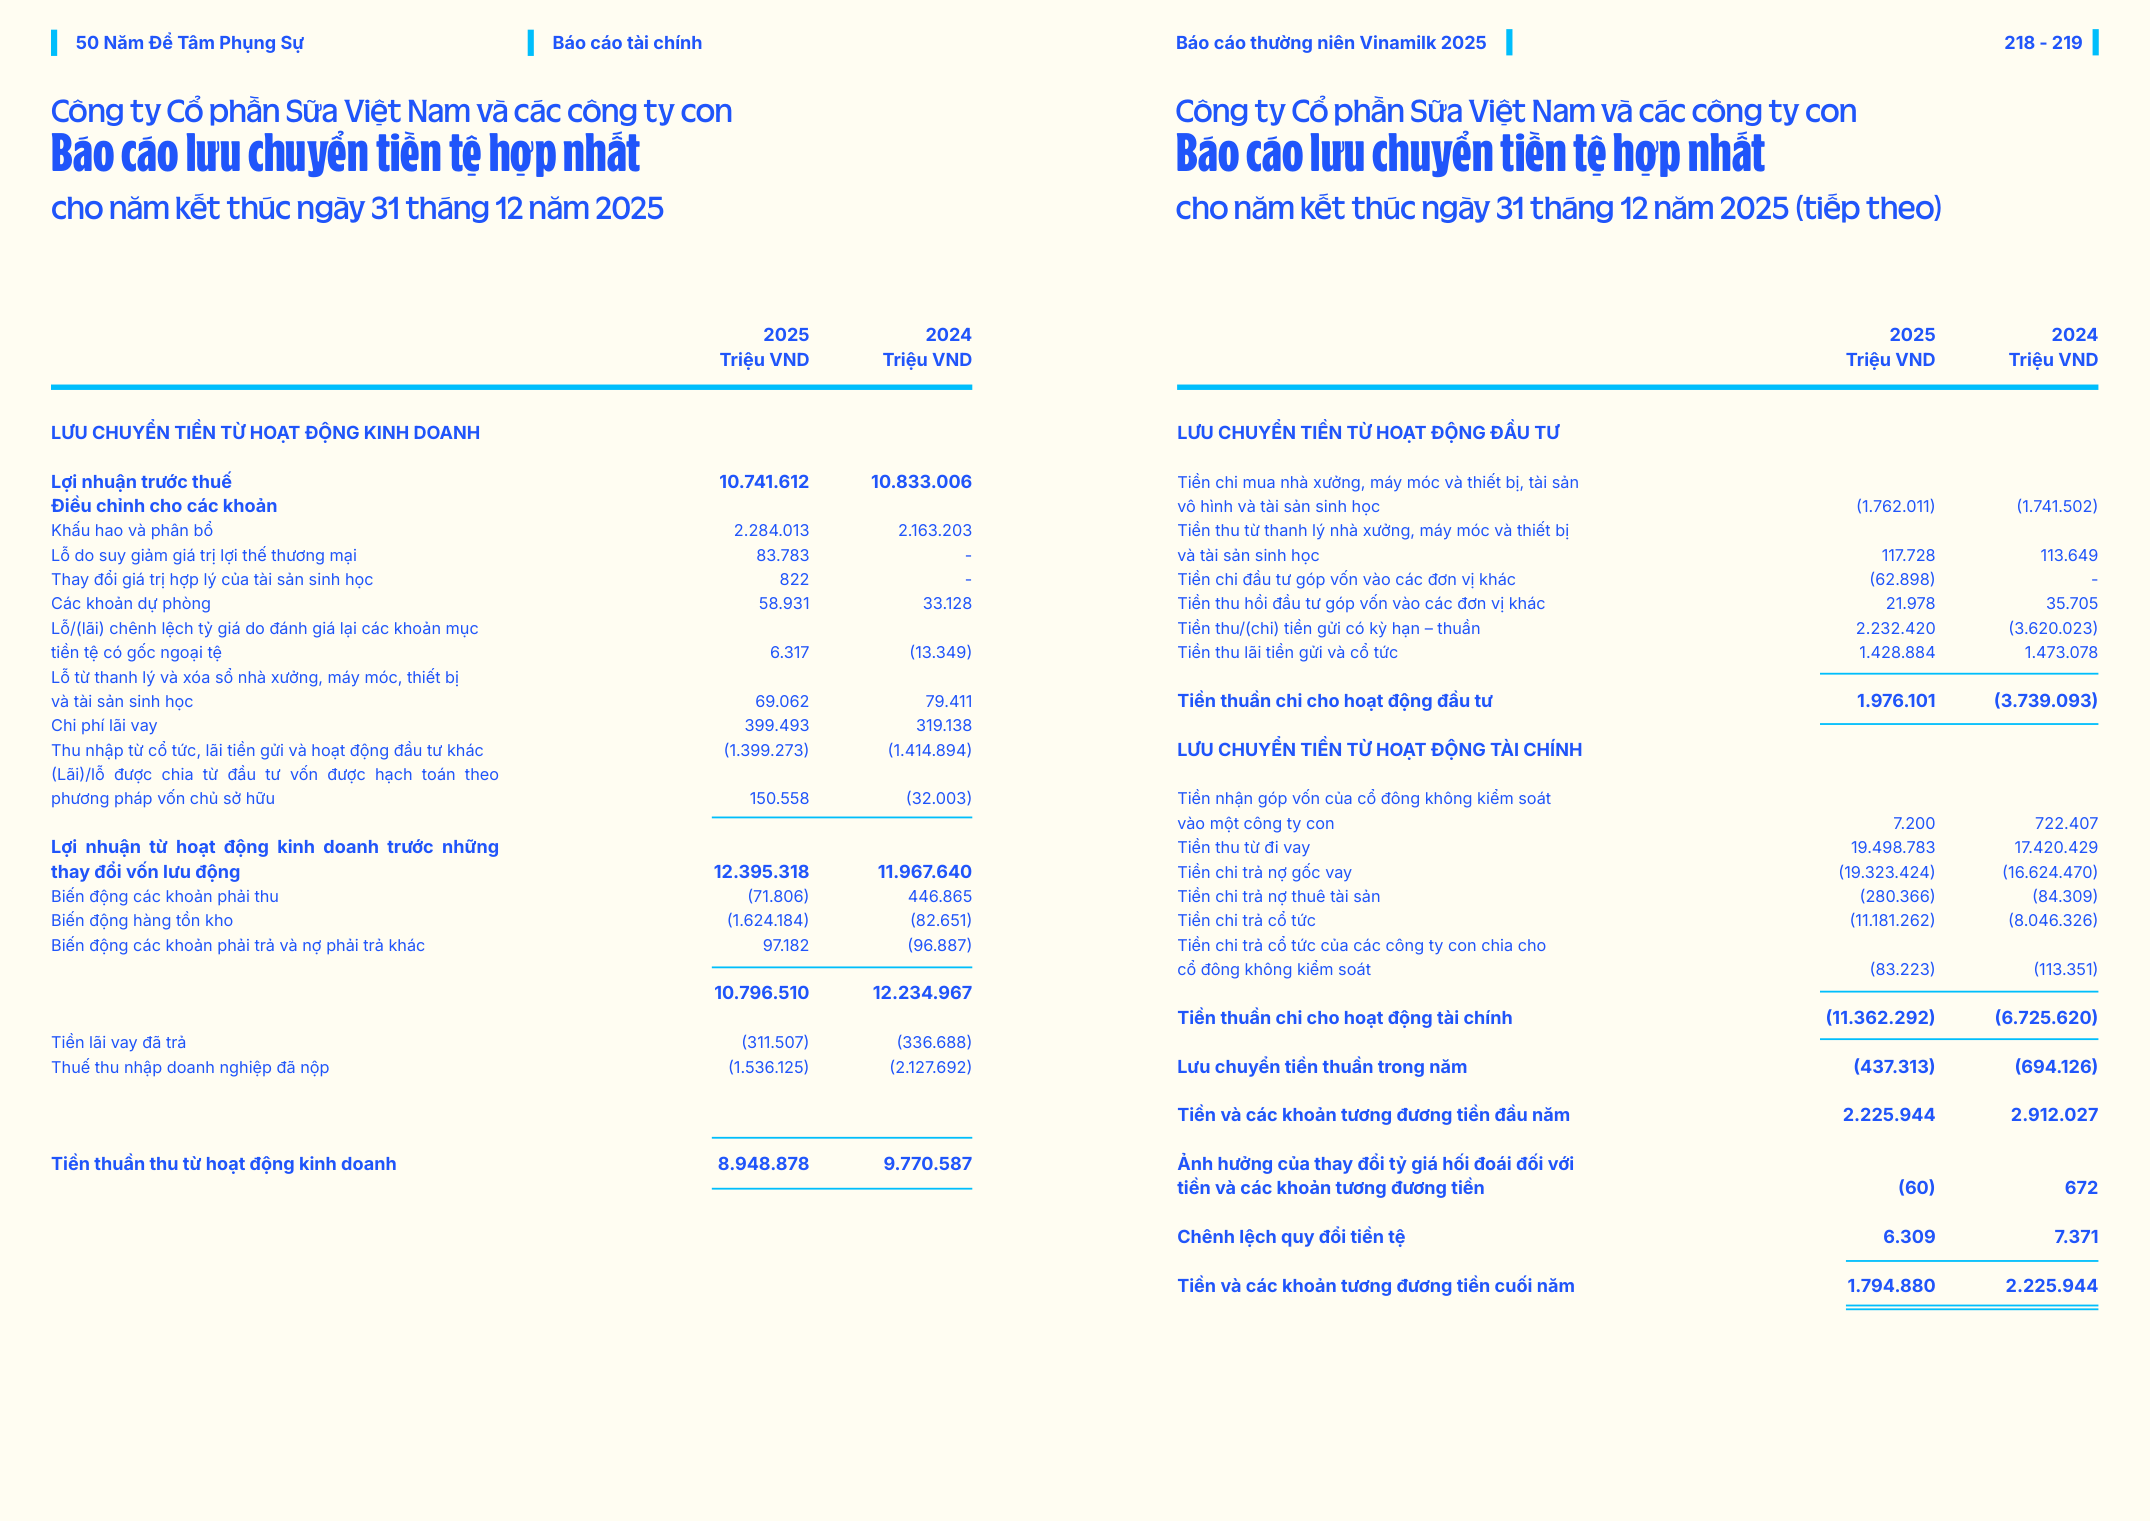 50 Năm Để Tâm Phụng Sự
Báo cáo tài chính
Công ty Cổ phần Sữa Việt Nam và các công ty con
Báo cáo lưu chuyển tiền tệ hợp nhất
cho năm kết thúc ngày 31 tháng 12 năm 2025
2025 2024
Triệu VND Triệu VND
LƯU CHUYỂN TIỀN TỪ HOẠT ĐỘNG KINH DOANH
Lợi nhuận trước thuế 10.741.612 10.833.006
Điều chỉnh cho các khoản
Khấu hao và phân bổ 2.284.013 2.163.203
Lỗ do suy giảm giá trị lợi thế thương mại 83.783 -
Thay đổi giá trị hợp lý của tài sản sinh học 822 -
Các khoản dự phòng 58.931 33.128
Lỗ/(lãi) chênh lệch tỷ giá do đánh giá lại các khoản mục
tiền tệ có gốc ngoại tệ 6.317 (13.349)
Lỗ từ thanh lý và xóa sổ nhà xưởng, máy móc, thiết bị
và tài sản sinh học 69.062 79.411
Chi phí lãi vay 399.493 319.138
Thu nhập từ cổ tức, lãi tiền gửi và hoạt động đầu tư khác (1.399.273) (1.414.894)
(Lãi)/lỗ được chia từ đầu tư vốn được hạch toán theo
phương pháp vốn chủ sở hữu 150.558 (32.003)
Lợi nhuận từ hoạt động kinh doanh trước những
thay đổi vốn lưu động 12.395.318 11.967.640
Biến động các khoản phải thu (71.806) 446.865
Biến động hàng tồn kho (1.624.184) (82.651)
Biến động các khoản phải trả và nợ phải trả khác 97.182 (96.887)
10.796.510 12.234.967
Tiền lãi vay đã trả (311.507) (336.688)
Thuế thu nhập doanh nghiệp đã nộp (1.536.125) (2.127.692)
Tiền thuần thu từ hoạt động kinh doanh 8.948.878 9.770.587
Báo cáo thường niên Vinamilk 2025
218 - 219
Công ty Cổ phần Sữa Việt Nam và các công ty con
Báo cáo lưu chuyển tiền tệ hợp nhất
cho năm kết thúc ngày 31 tháng 12 năm 2025 (tiếp theo)
2025 2024
Triệu VND Triệu VND
LƯU CHUYỂN TIỀN TỪ HOẠT ĐỘNG ĐẦU TƯ
Tiền chi mua nhà xưởng, máy móc và thiết bị, tài sản
vô hình và tài sản sinh học (1.762.011) (1.741.502)
Tiền thu từ thanh lý nhà xưởng, máy móc và thiết bị
và tài sản sinh học 117.728 113.649
Tiền chi đầu tư góp vốn vào các đơn vị khác (62.898) -
Tiền thu hồi đầu tư góp vốn vào các đơn vị khác 21.978 35.705
Tiền thu/(chi) tiền gửi có kỳ hạn – thuần 2.232.420 (3.620.023)
Tiền thu lãi tiền gửi và cổ tức 1.428.884 1.473.078
Tiền thuần chi cho hoạt động đầu tư 1.976.101 (3.739.093)
LƯU CHUYỂN TIỀN TỪ HOẠT ĐỘNG TÀI CHÍNH
Tiền nhận góp vốn của cổ đông không kiểm soát
vào một công ty con 7.200 722.407
Tiền thu từ đi vay 19.498.783 17.420.429
Tiền chi trả nợ gốc vay (19.323.424) (16.624.470)
Tiền chi trả nợ thuê tài sản (280.366) (84.309)
Tiền chi trả cổ tức (11.181.262) (8.046.326)
Tiền chi trả cổ tức của các công ty con chia cho
cổ đông không kiểm soát (83.223) (113.351)
Tiền thuần chi cho hoạt động tài chính (11.362.292) (6.725.620)
Lưu chuyển tiền thuần trong năm (437.313) (694.126)
Tiền và các khoản tương đương tiền đầu năm 2.225.944 2.912.027
Ảnh hưởng của thay đổi tỷ giá hối đoái đối với
tiền và các khoản tương đương tiền (60) 672
Chênh lệch quy đổi tiền tệ 6.309 7.371
Tiền và các khoản tương đương tiền cuối năm 1.794.880 2.225.944